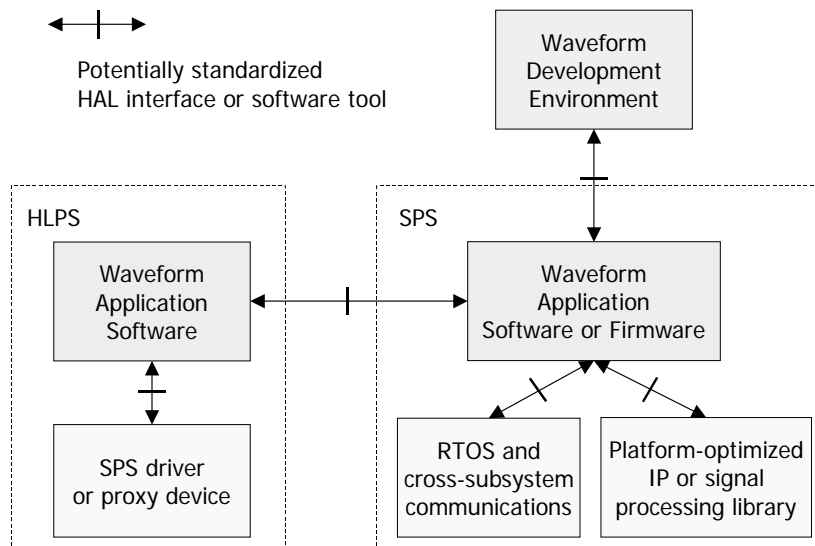 Potentially standardized
HAL interface or software tool
Waveform
Development
Environment
HLPS
Waveform
Application
Software
SPS driver
or proxy device
SPS
Waveform
Application
Software or Firmware
RTOS and
cross-subsystem
communications
Platform-optimized
IP or signal
processing library